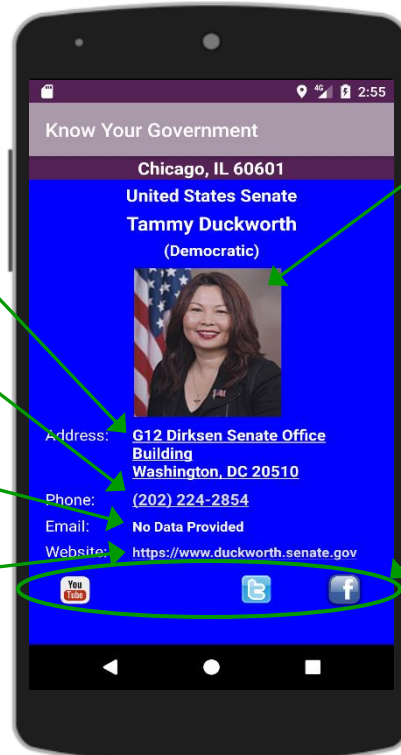 4G 2:55
Know Your Government
Chicago, IL 60601
United States Senate
Tammy Duckworth
(Democratic)
Address: G12 Dirksen Senate Office
Building
Washington, DC 20510
Phone: (202) 224-2854
Email: No Data Provided
Website: https://www.duckworth.senate.gov
You
Tube
t
f